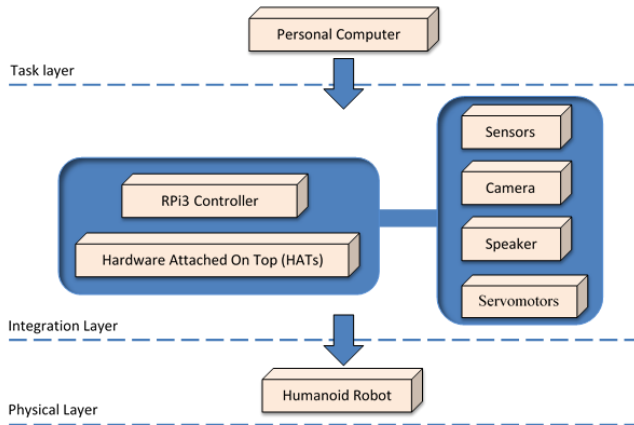 Personal Computer
Task layer
Sensors
Camera
RPi3 Controller
Speaker
Hardware Attached On Top (HATs)
Servomotors
Integration Layer
Humanoid Robot
Physical Layer